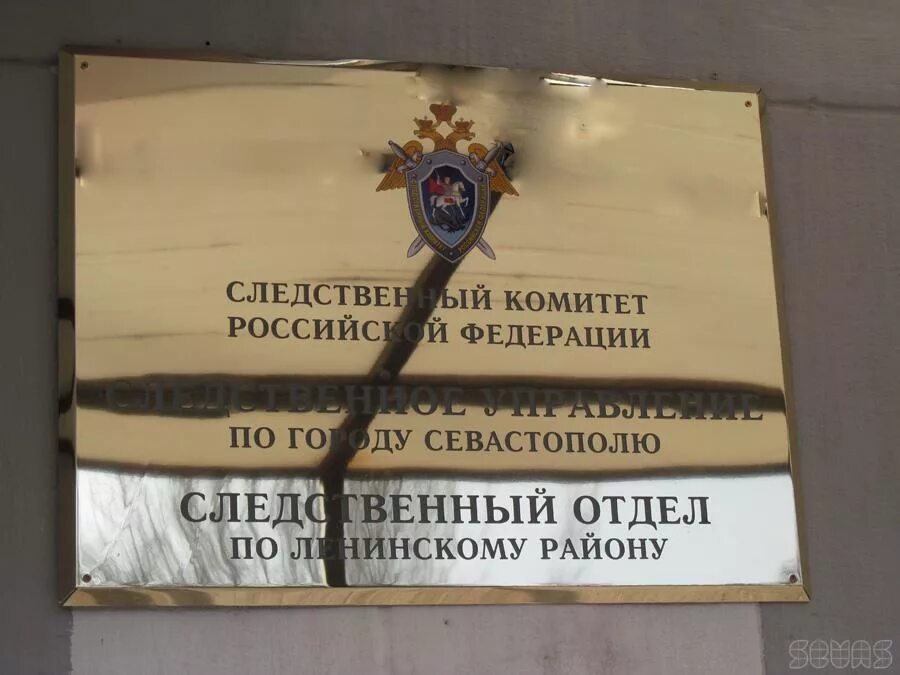 СЛЕДСТВЕННЫЙ КОМИТЕТ
РОССИЙСКОЙ ФЕДЕРАЦИИ
СЛЕДСТВЕННОЕ УПРАВЛЕНИЕ
ПО ГОРОДУ СЕВАСТОПОЛЮ
СЛЕДСТВЕННЫЙ ОТДЕЛ
ПО ЛЕНИНСКОМУ РАЙОНУ